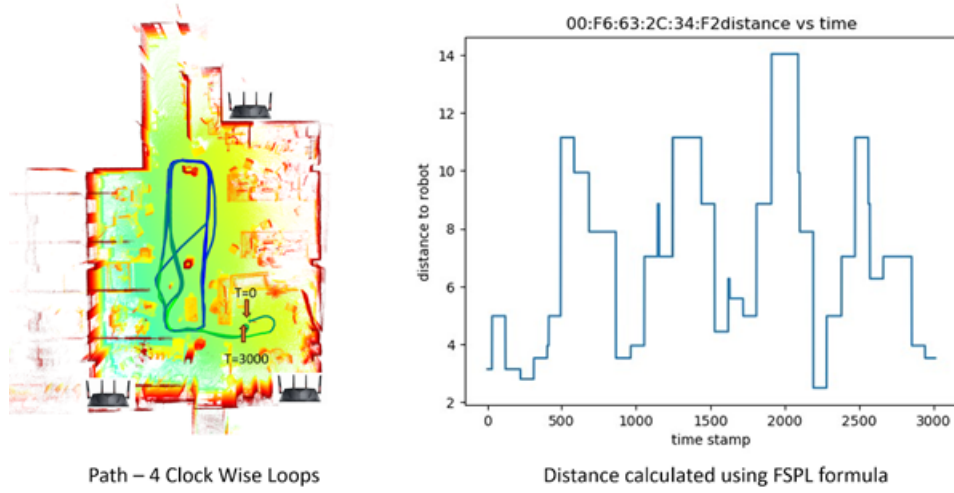 00:F6:63:2C:34:F2distance vs time
T=0
T=3000
distance to robot
14
12
10
8
6
4
2
0
500
1000
1500
2000
2500
3000
time stamp
Path – 4 Clock Wise Loops
Distance calculated using FSPL formula